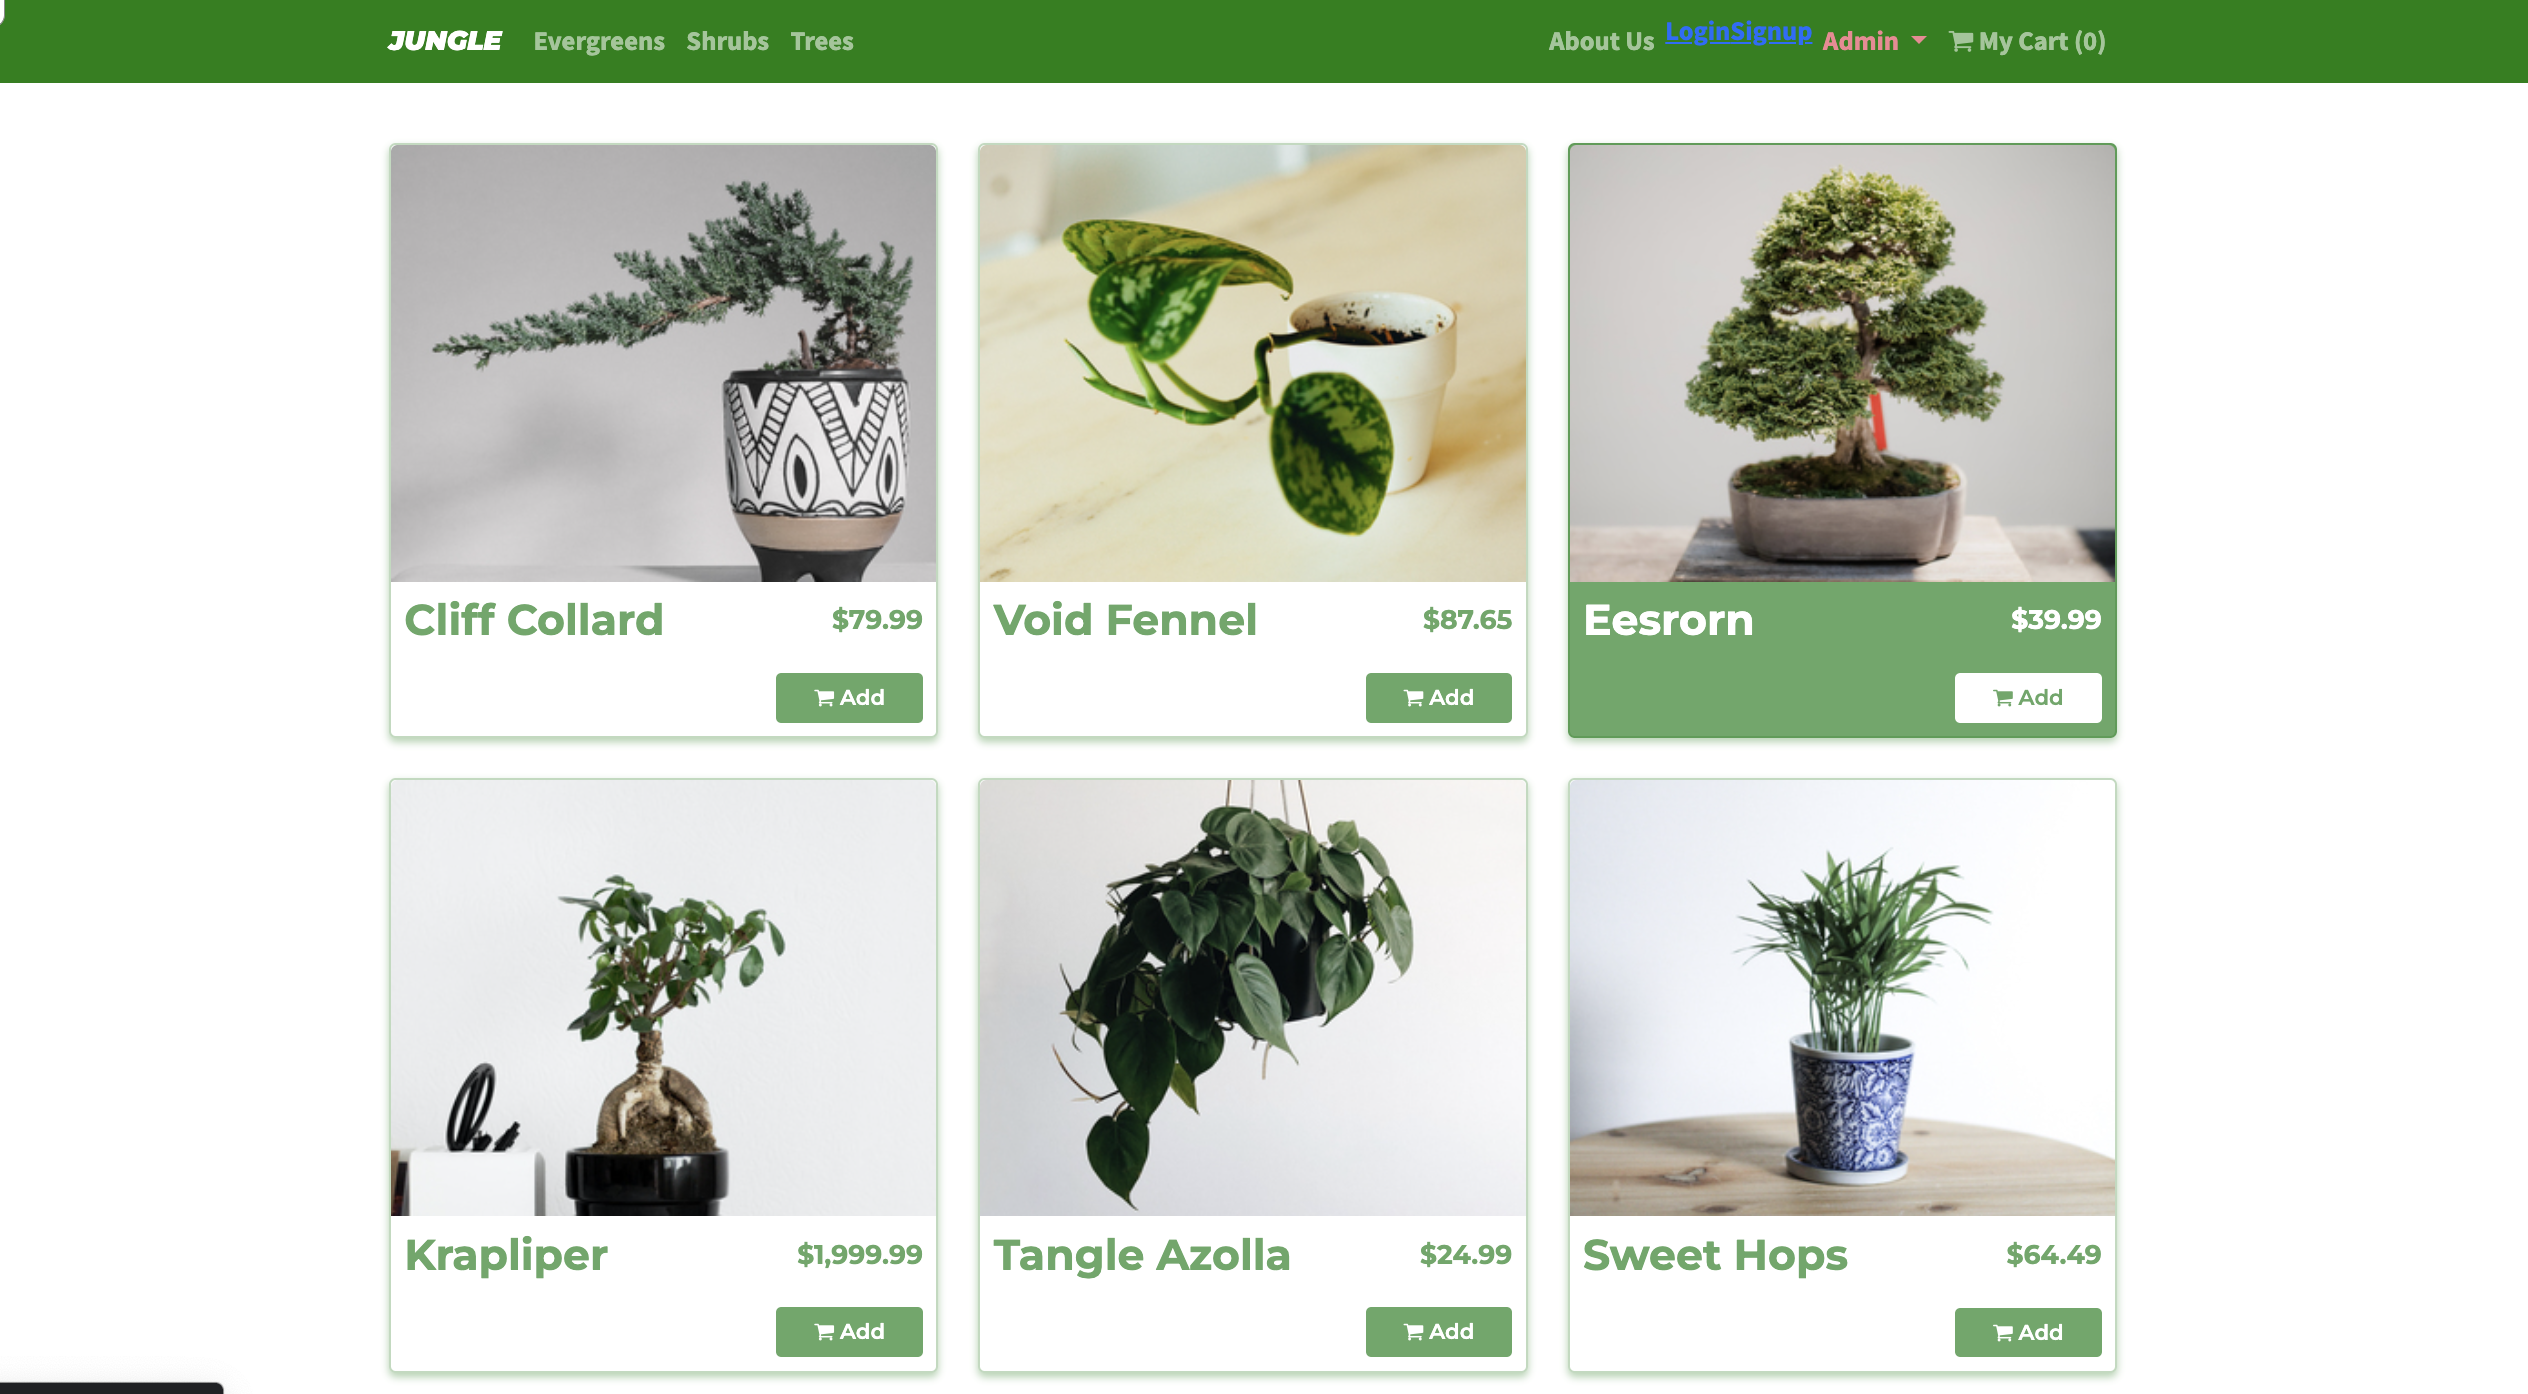 JUNGLE Evergreens Shrubs Trees About Us LoginSignup Admin My Cart (0)
Cliff Collard $79.99
Add
Void Fennel $87.65
Add
Eesrorn $39.99
Add
Krapliper $1,999.99
Add
Tangle Azolla $24.99
Add
Sweet Hops $64.49
Add